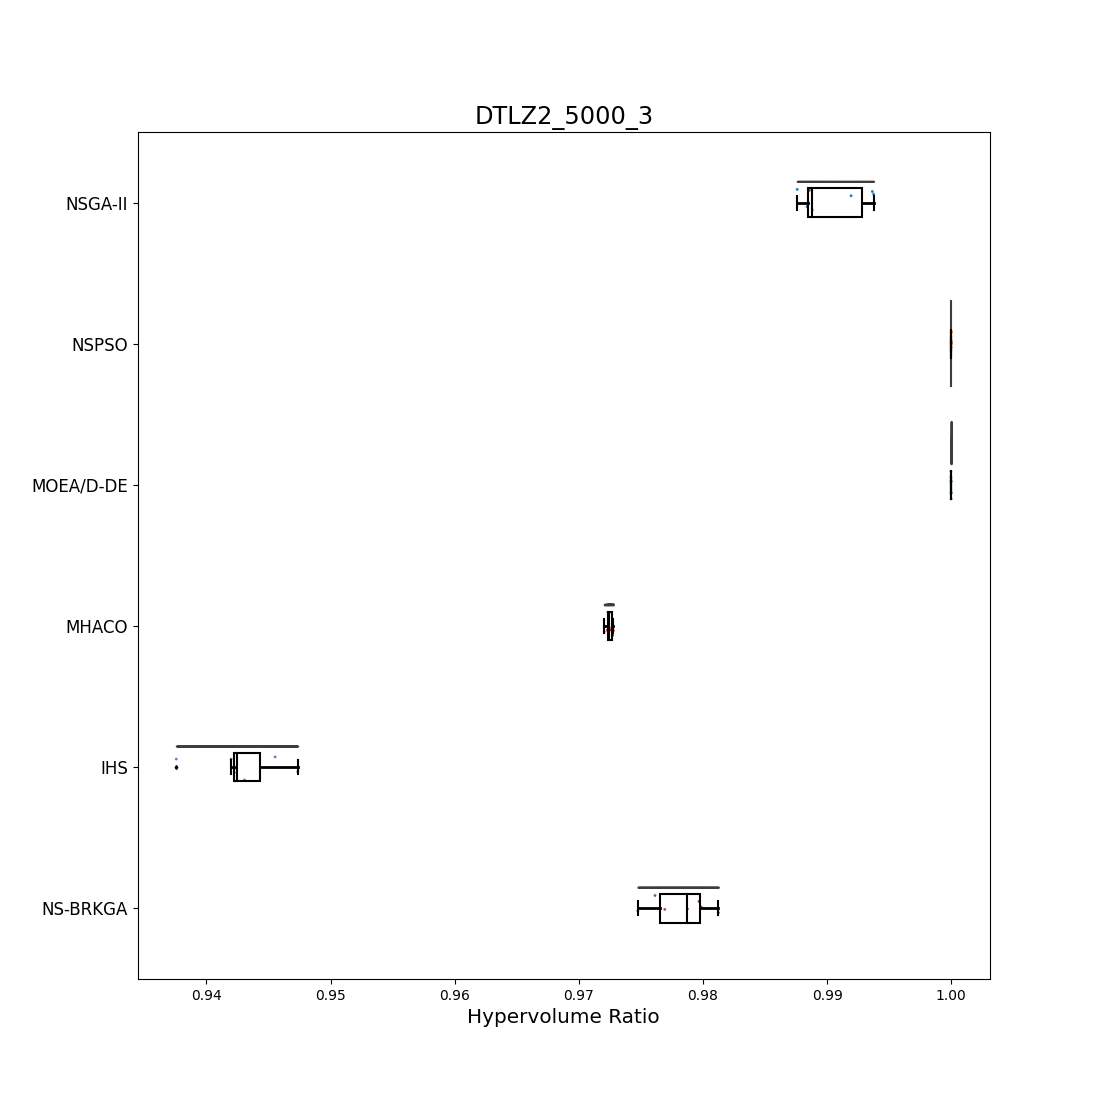 DTLZ2_5000_3
NSGA-II
NSPSO
MOEA/D-DE
MHACO
IHS
NS-BRKGA
0.94 0.95 0.96 0.97 0.98 0.99 1.00
Hypervolume Ratio